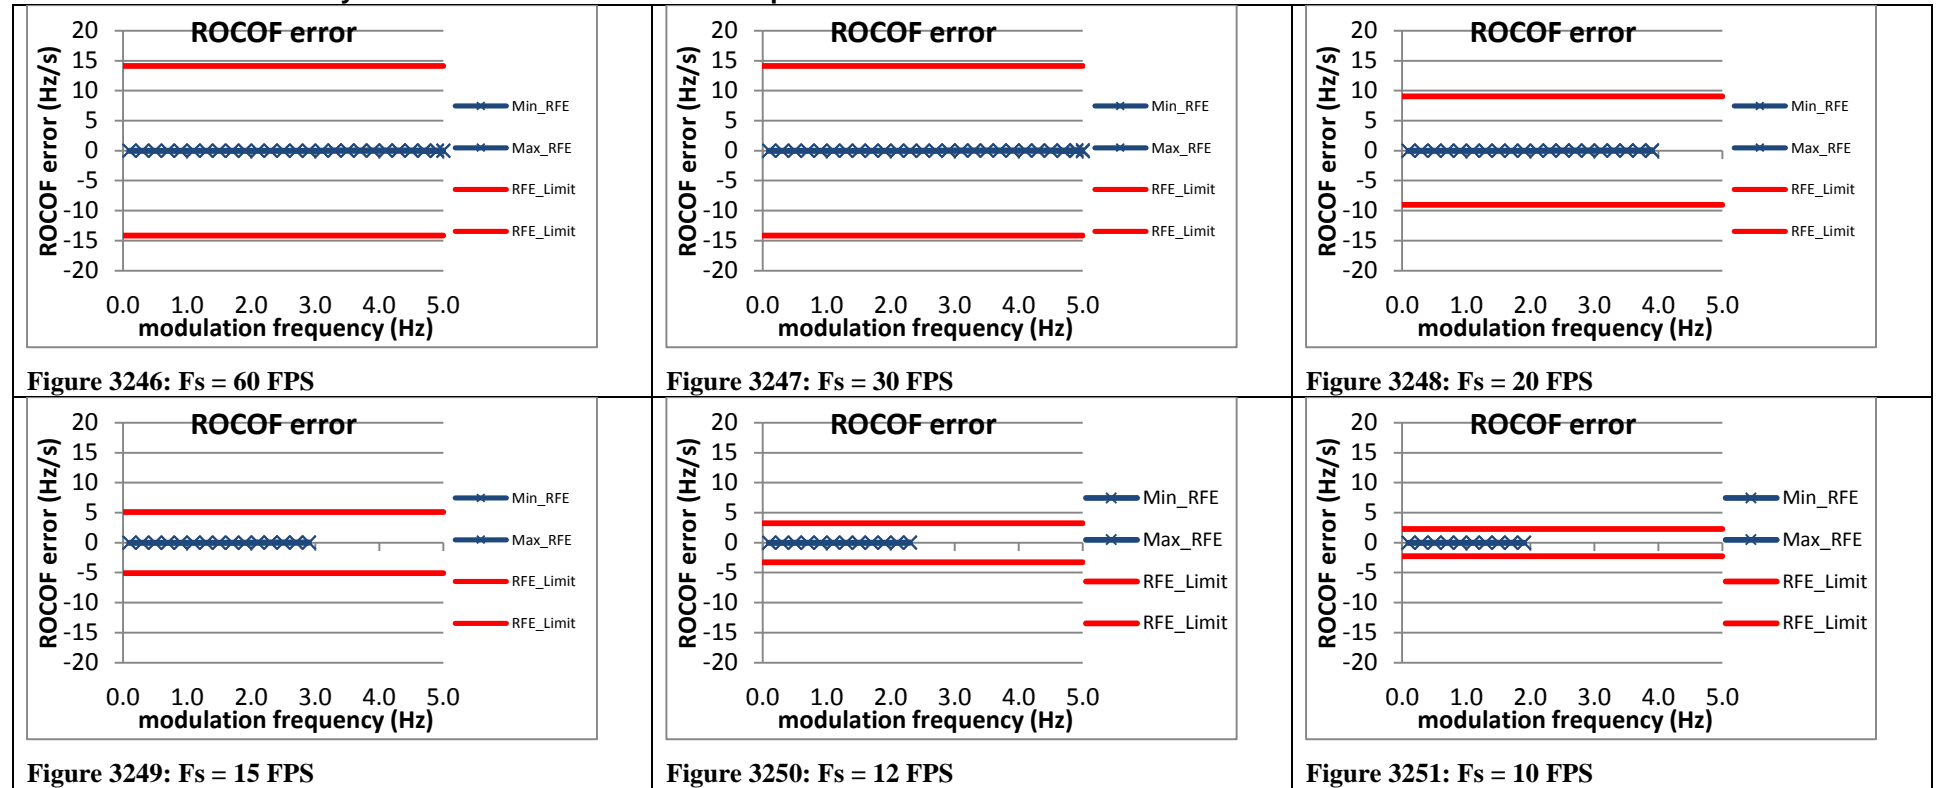 ROCOF error
ROCOF error (Hz/s)
20
15
10
5
0
-5
-10
-15
-20
0.0 1.0 2.0 3.0 4.0 5.0
modulation frequency (Hz)
Min_RFE
Max_RFE
RFE_Limit
RFE_Limit
Figure 3246: Fs = 60 FPS
ROCOF error
ROCOF error (Hz/s)
20
15
10
5
0
-5
-10
-15
-20
0.0 1.0 2.0 3.0 4.0 5.0
modulation frequency (Hz)
Min_RFE
Max_RFE
RFE_Limit
RFE_Limit
Figure 3247: Fs = 30 FPS
ROCOF error
ROCOF error (Hz/s)
20
15
10
5
0
-5
-10
-15
-20
0.0 1.0 2.0 3.0 4.0 5.0
modulation frequency (Hz)
Min_RFE
Max_RFE
RFE_Limit
RFE_Limit
Figure 3248: Fs = 20 FPS
ROCOF error
ROCOF error (Hz/s)
20
15
10
5
0
-5
-10
-15
-20
0.0 1.0 2.0 3.0 4.0 5.0
modulation frequency (Hz)
Min_RFE
Max_RFE
RFE_Limit
RFE_Limit
Figure 3249: Fs = 15 FPS
ROCOF error
ROCOF error (Hz/s)
20
15
10
5
0
-5
-10
-15
-20
0.0 1.0 2.0 3.0 4.0 5.0
modulation frequency (Hz)
Min_RFE
Max_RFE
RFE_Limit
RFE_Limit
Figure 3250: Fs = 12 FPS
ROCOF error
ROCOF error (Hz/s)
20
15
10
5
0
-5
-10
-15
-20
0.0 1.0 2.0 3.0 4.0 5.0
modulation frequency (Hz)
Min_RFE
Max_RFE
RFE_Limit
RFE_Limit
Figure 3251: Fs = 10 FPS